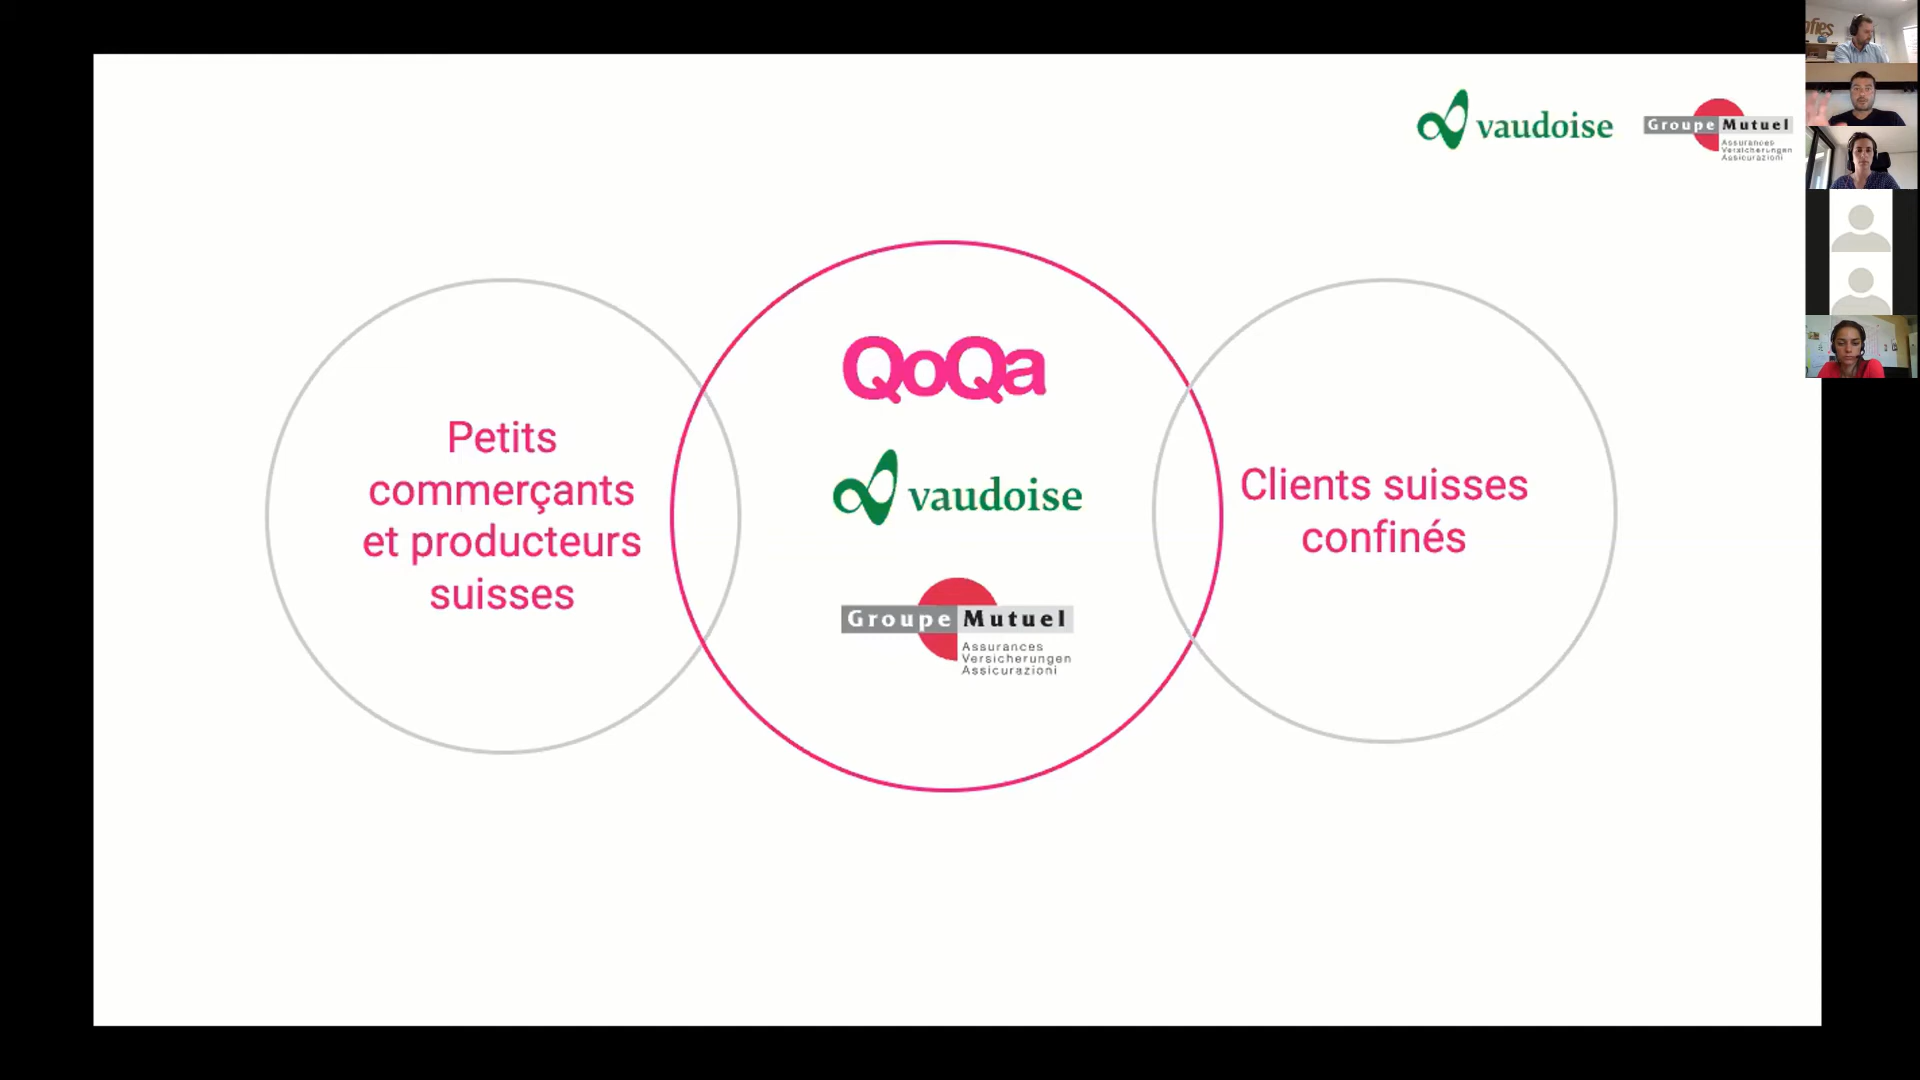 vaudoise
Groupe Mutuel
Assurances
Versicherungen
Assicurazioni
Petits
commerçants
et producteurs
suisses
QoQa
vaudoise
Groupe Mutuel
Assurances
Versicherungen
Assicurazioni
Clients suisses
confinés